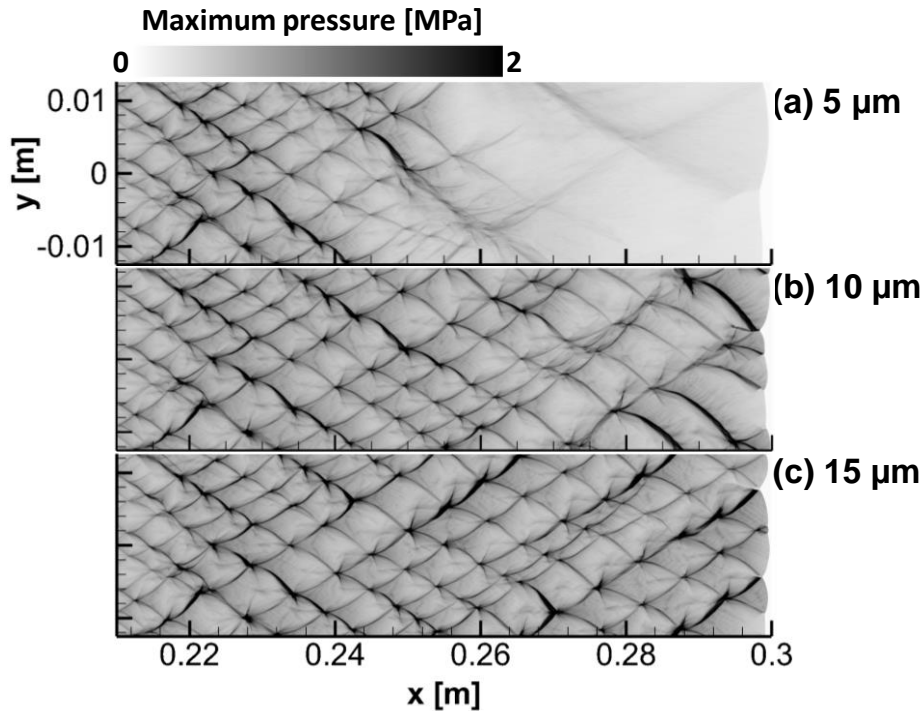 Maximum pressure [MPa]
0 2
(a) 5 µm
0.01
0
-0.01
y [m]
(b) 10 µm
(c) 15 µm
0.22 0.24 0.26 0.28 0.3
x [m]